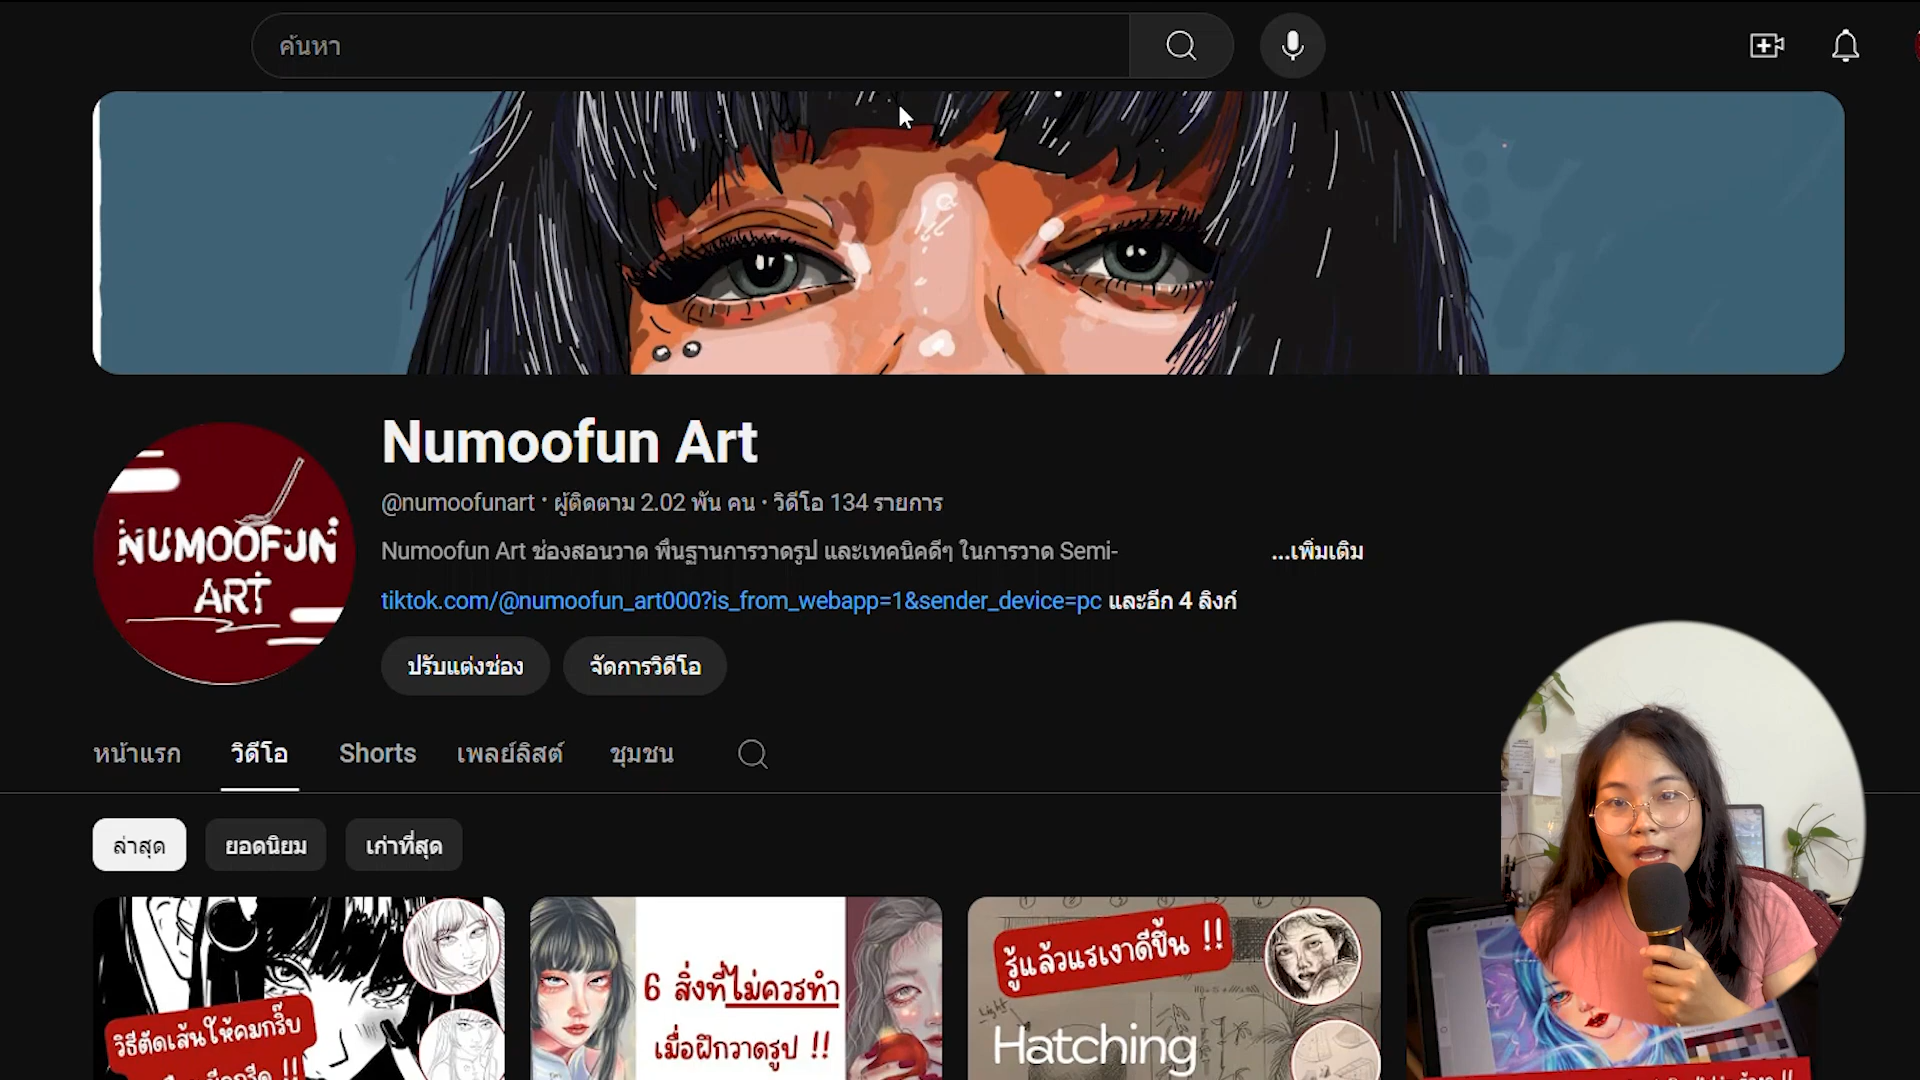 ค้นหา
Numoofun Art
@numoofunart · ผู้ติดตาม 2.02 พัน คน · วิดีโอ 134 รายการ
Numoofun Art ช่องสอนวาด พื้นฐานการวาดรูป และเทคนิคดีๆ ในการวาด Semi-
...เพิ่มเติม
tiktok.com/@numoofun_art000?is_from_webapp=1&sender_device=pc และอีก 4 ลิงก์
NUMOOFUN
ART
ปรับแต่งช่อง
จัดการวิดีโอ
หน้าแรก
วิดีโอ
Shorts
เพลย์ลิสต์
ชุมชน
ล่าสุด
ยอดนิยม
เก่าที่สุด
วิธีตัดเส้นให้คมกริ๊บ
6 สิ่งที่ไม่ควรทำ
เมื่อฝึกวาดรูป !!
รู้แล้วแรเงาดีขึ้น !!
Light
Hatching